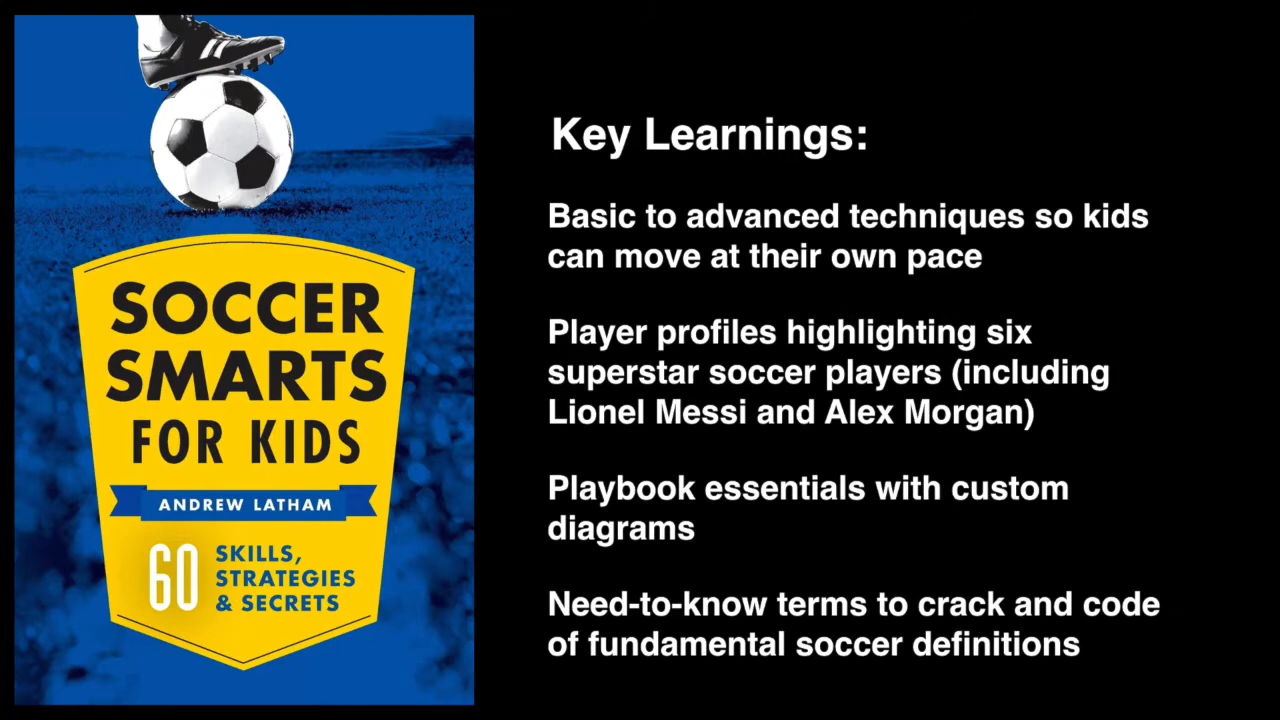 SOCCER
SMARTS
FOR KIDS
ANDREW LATHAM
60 SKILLS,
STRATEGIES
& SECRETS
Key Learnings:
Basic to advanced techniques so kids
can move at their own pace
Player profiles highlighting six
superstar soccer players (including
Lionel Messi and Alex Morgan)
Playbook essentials with custom
diagrams
Need-to-know terms to crack and code
of fundamental soccer definitions